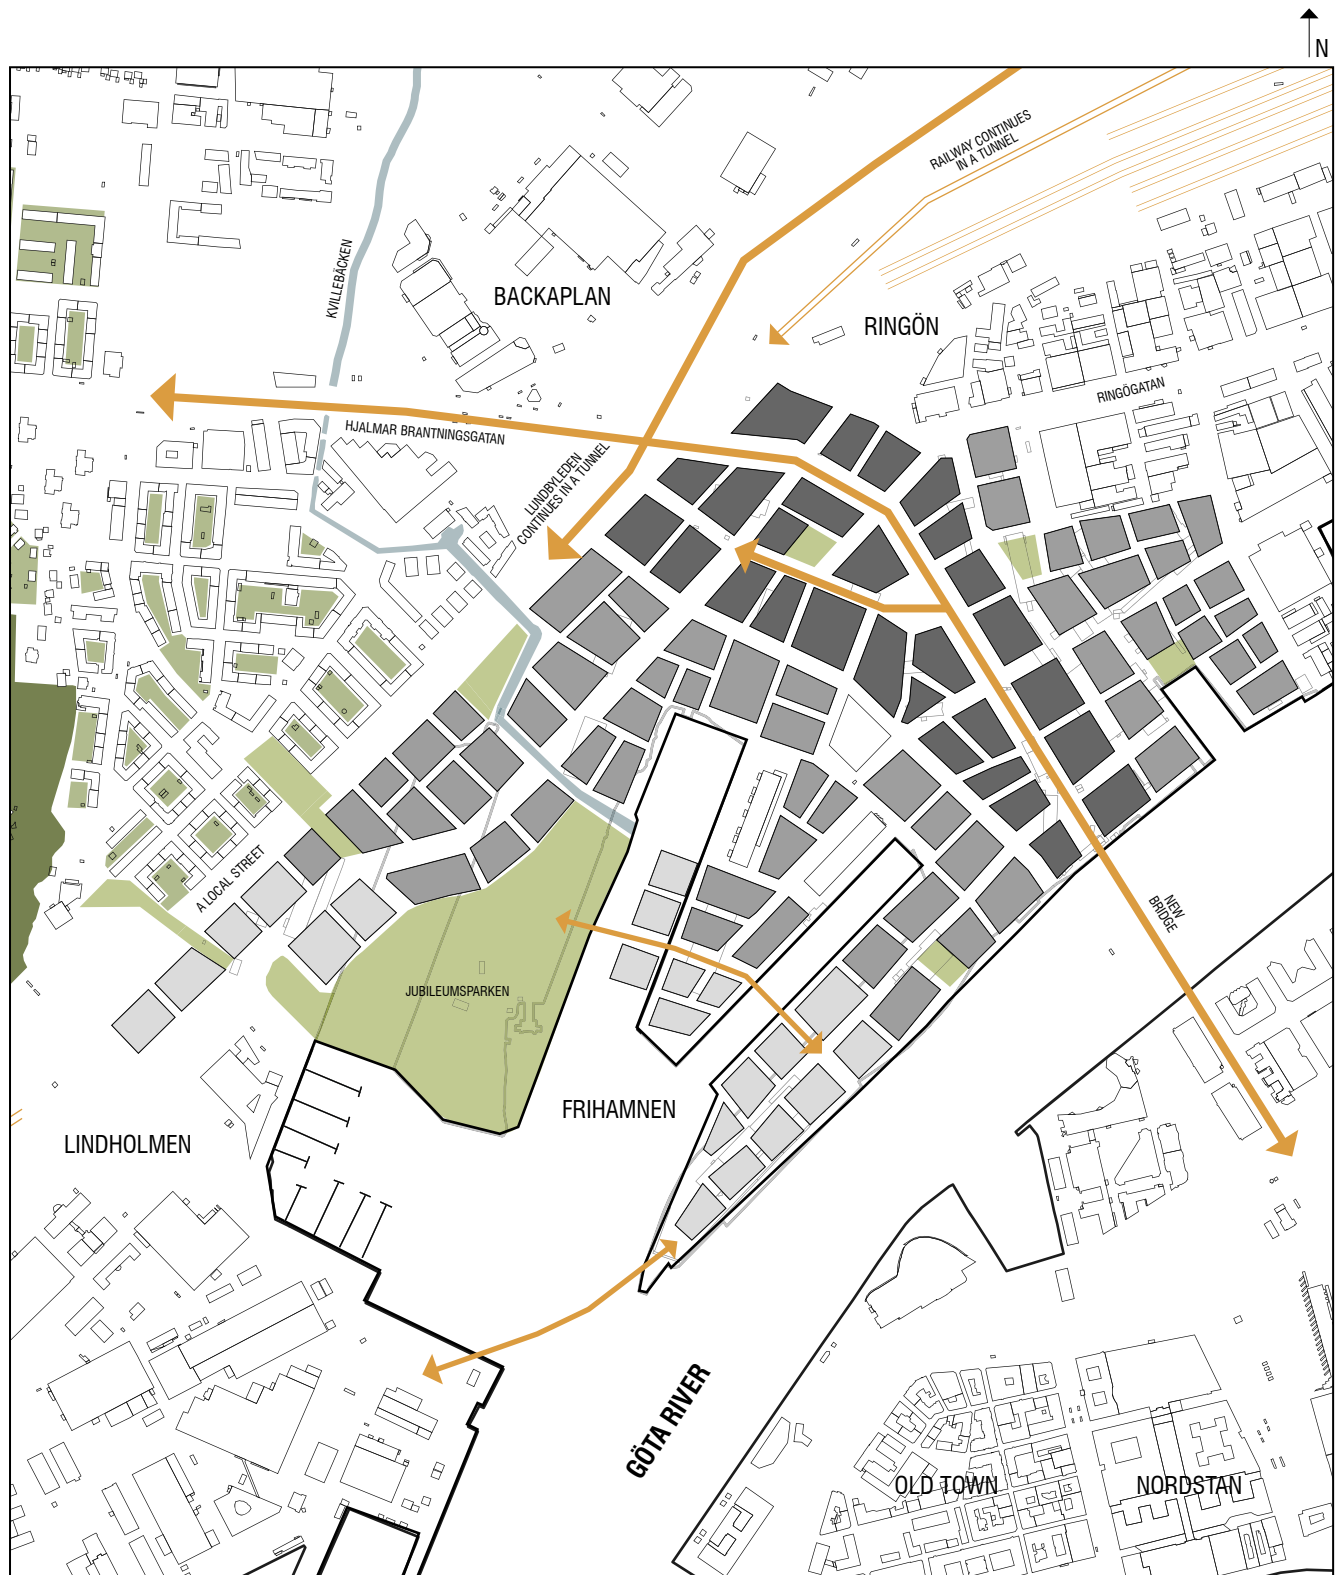 N
RAILWAY CONTINUES
IN A TUNNEL
KVILLEBÄCKEN
BACKAPLAN
RINGÖN
RINGÖGATAN
HJALMAR BRANTNINGSGATAN
LUNDBYLEDEN
CONTINUES IN A TUNNEL
A LOCAL STREET
NEW
BRIDGE
JUBILEUMSPARKEN
FRIHAMNEN
LINDHOLMEN
GÖTA RIVER
OLD TOWN
NORDSTAN